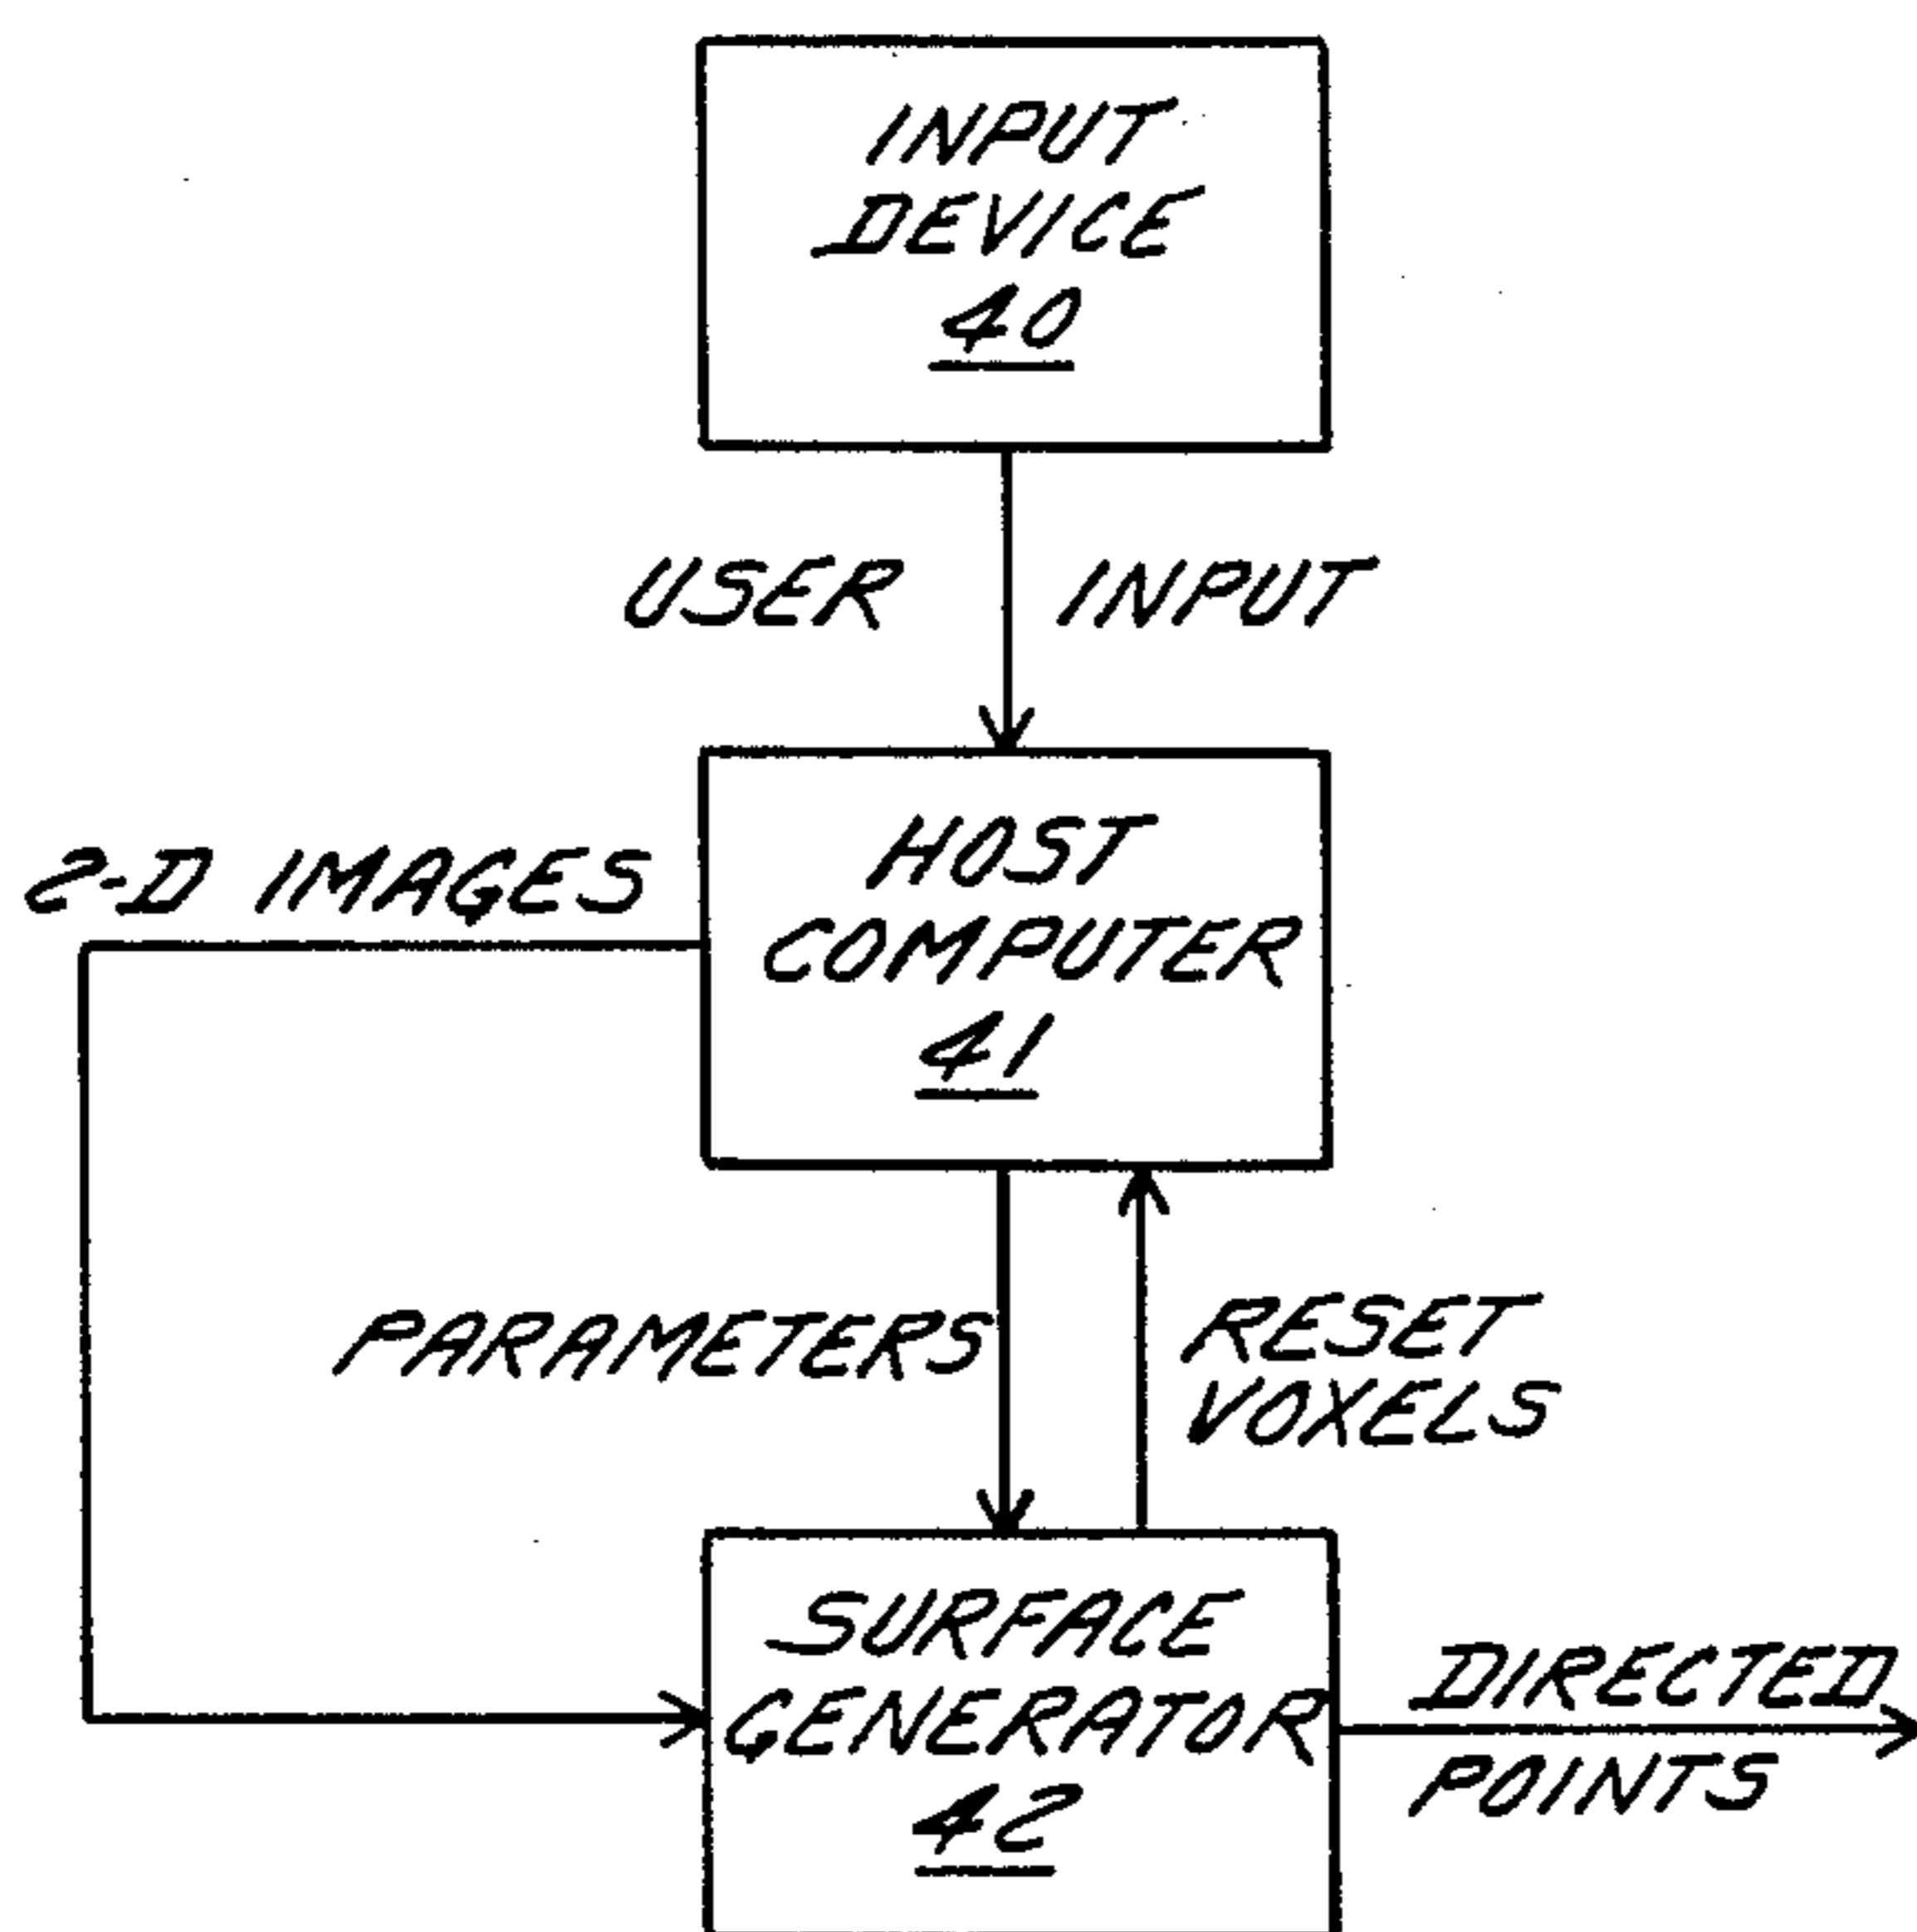 INPUT
DEVICE
40
USER INPUT
2-D IMAGES
HOST
COMPUTER
41
PARAMETERS
RESET
VOXELS
SURFACE
GENERATOR
42
DIRECTED
POINTS